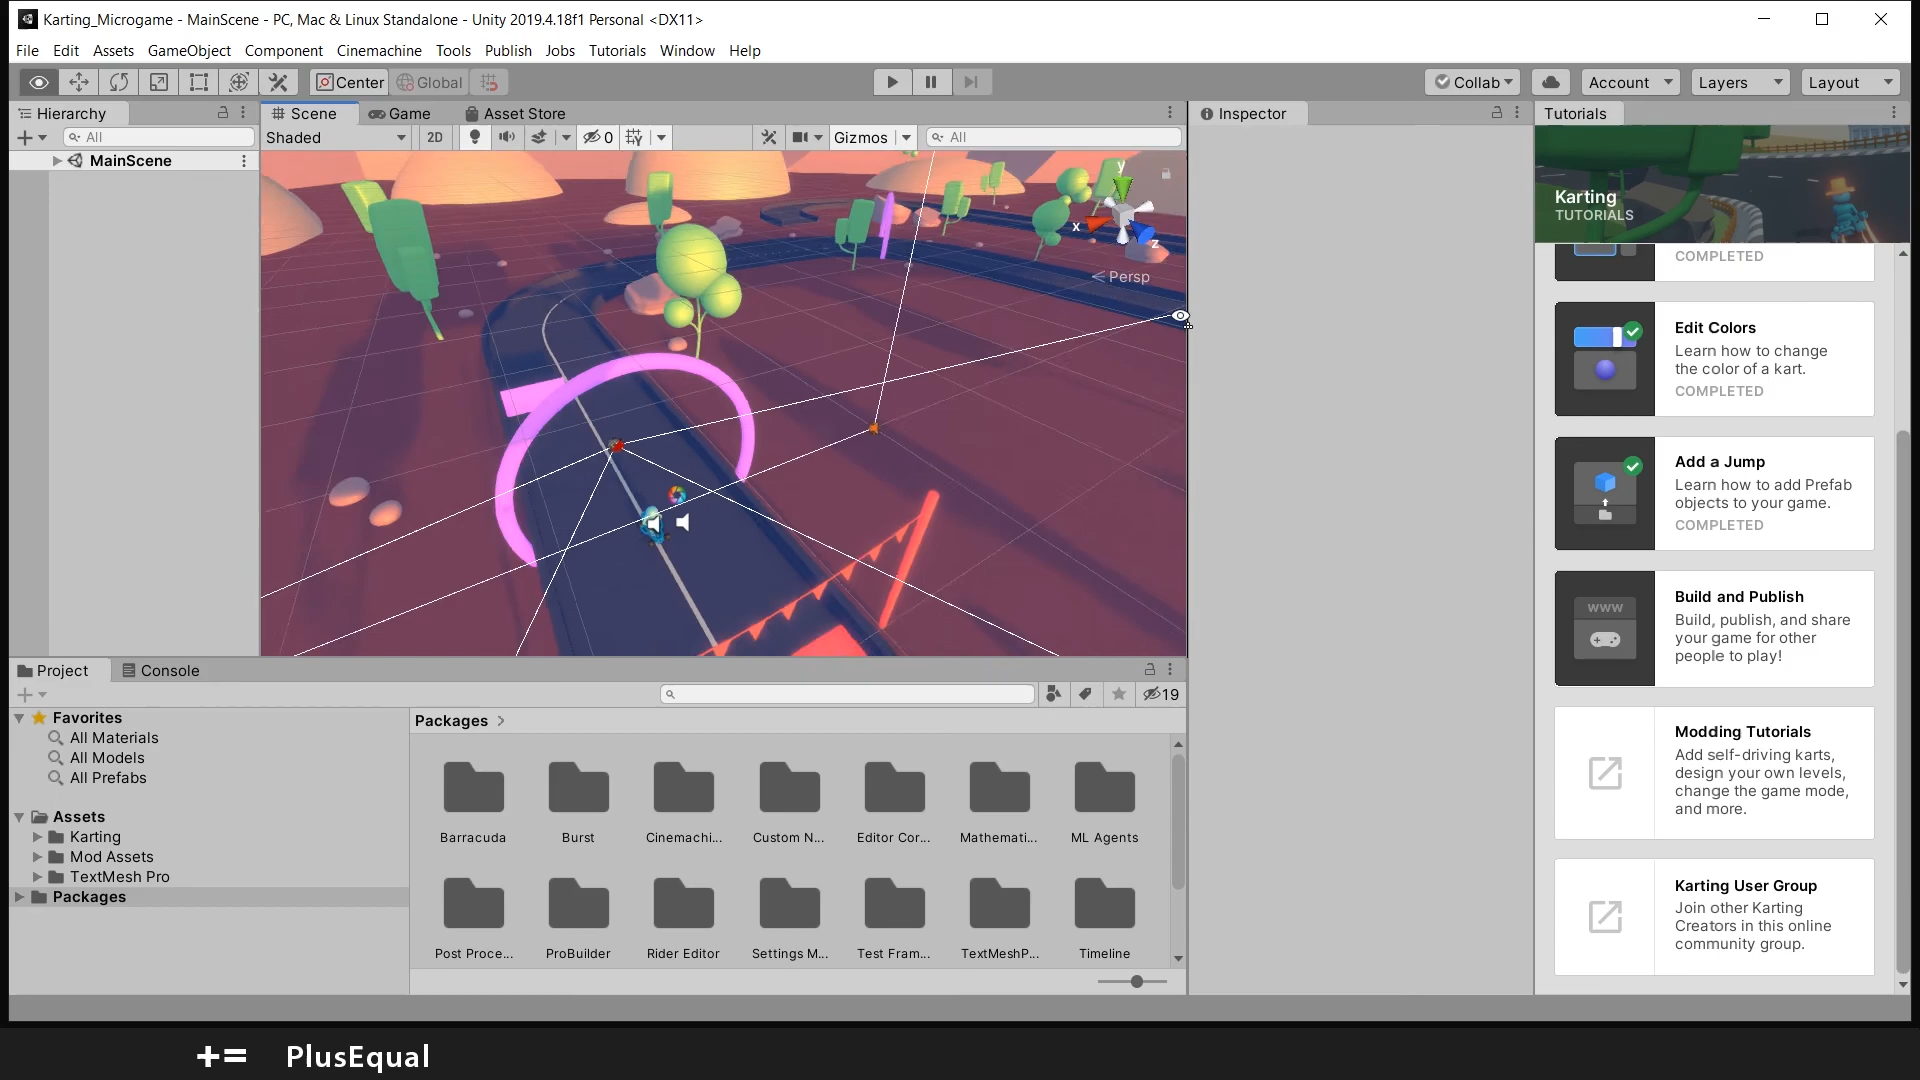 Karting_Microgame - MainScene - PC, Mac & Linux Standalone - Unity 2019.4.18f1 Personal <DX11>
File Edit Assets GameObject Component Cinemachine Tools Publish Jobs Tutorials Window Help
Center Global Collab Account Layers Layout
Hierarchy
All
MainScene
Scene Game Asset Store
Shaded 2D 0 Gizmos All
y
x
z
Persp
Inspector
Tutorials
Karting
TUTORIALS
COMPLETED
Edit Colors
Learn how to change
the color of a kart.
COMPLETED
Add a Jump
Learn how to add Prefab
objects to your game.
COMPLETED
WWW
Build and Publish
Build, publish, and share
your game for other
people to play!
Modding Tutorials
Add self-driving karts,
design your own levels,
change the game mode,
and more.
Karting User Group
Join other Karting
Creators in this online
community group.
Project Console
19
Favorites
All Materials
All Models
All Prefabs
Assets
Karting
Mod Assets
TextMesh Pro
Packages
Packages
Barracuda Burst Cinemachi... Custom N... Editor Cor... Mathemati... ML Agents
Post Proce... ProBuilder Rider Editor Settings M... Test Fram... TextMeshP... Timeline
+= PlusEqual